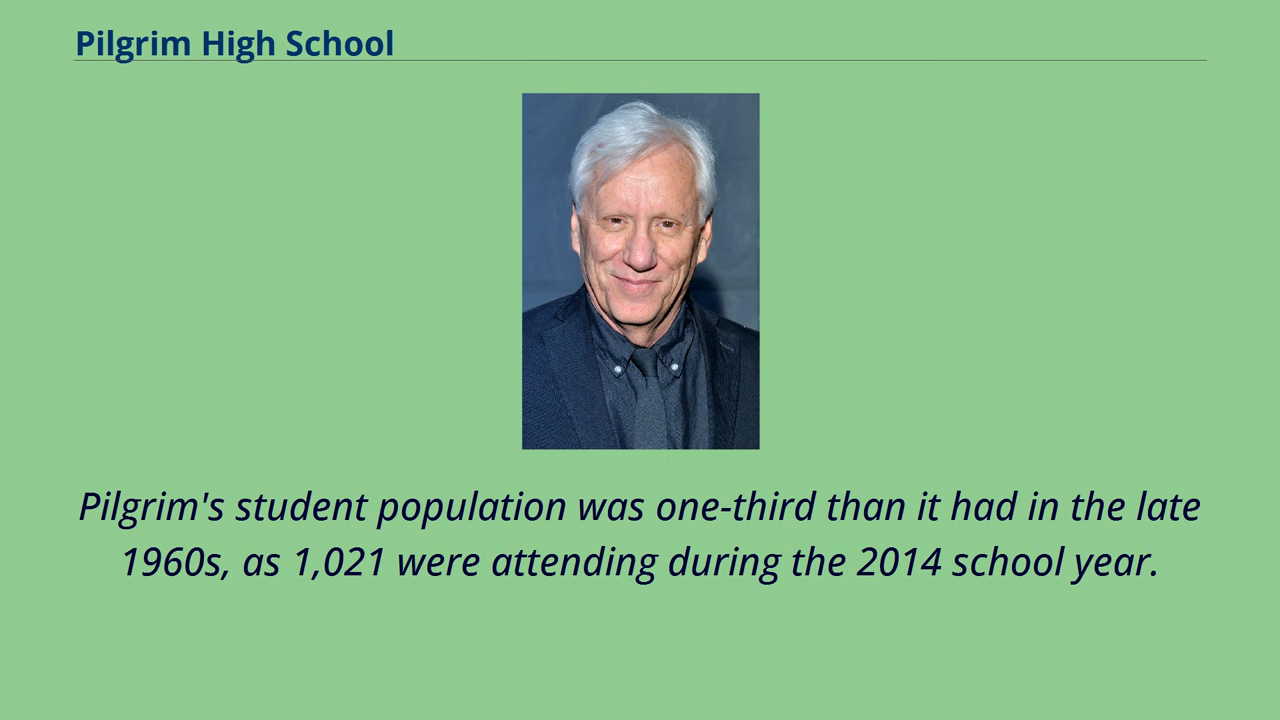 Pilgrim High School
Pilgrim's student population was one-third than it had in the late
1960s, as 1,021 were attending during the 2014 school year.